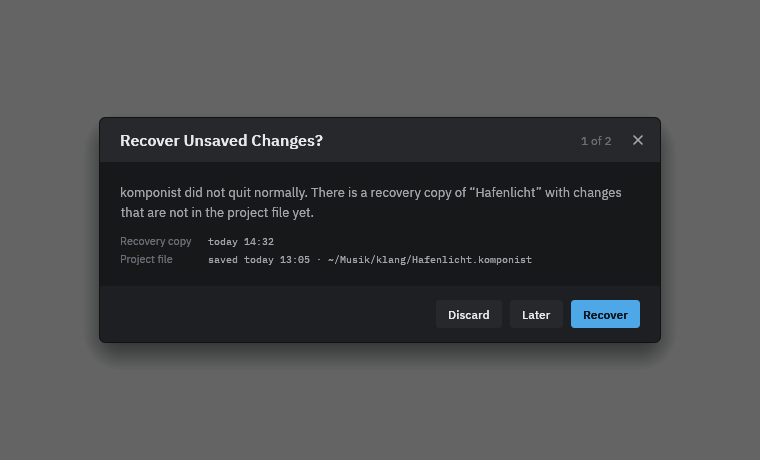 Recover Unsaved Changes?
1 of 2
komponist did not quit normally. There is a recovery copy of “Hafenlicht” with changes
that are not in the project file yet.
Recovery copy today 14:32
Project file saved today 13:05 · ~/Musik/klang/Hafenlicht.komponist
Discard Later Recover